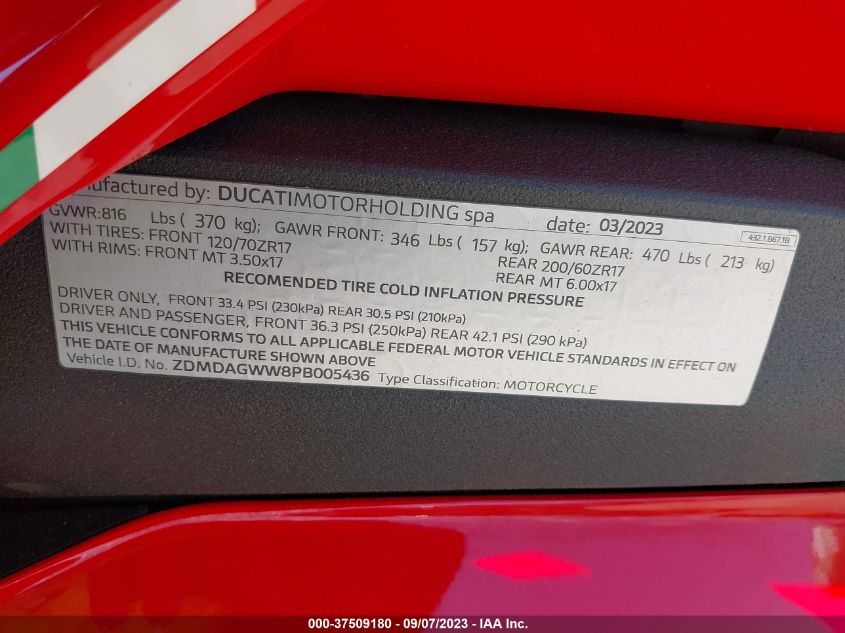 manufactured by: DUCATIMOTORHOLDING spa date: 03/2023
432.1.667.1B
GVWR:816 Lbs ( 370 kg); GAWR FRONT: 346 Lbs ( 157 kg); GAWR REAR: 470 Lbs ( 213 kg)
WITH TIRES: FRONT 120/70ZR17 REAR 200/60ZR17
WITH RIMS: FRONT MT 3.50x17 REAR MT 6.00x17
RECOMENDED TIRE COLD INFLATION PRESSURE
DRIVER ONLY, FRONT 33.4 PSI (230kPa) REAR 30.5 PSI (210kPa)
DRIVER AND PASSENGER, FRONT 36.3 PSI (250kPa) REAR 42.1 PSI (290 kPa)
THIS VEHICLE CONFORMS TO ALL APPLICABLE FEDERAL MOTOR VEHICLE STANDARDS IN EFFECT ON
THE DATE OF MANUFACTURE SHOWN ABOVE
Vehicle I.D. No. ZDMDAGWW8PB005436 Type Classification: MOTORCYCLE
000-37509180 - 09/07/2023 - IAA Inc.